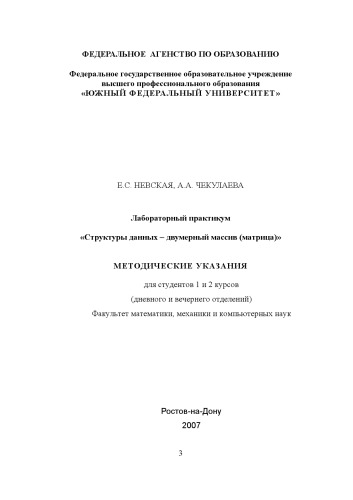 ФЕДЕРАЛЬНОЕ АГЕНСТВО ПО ОБРАЗОВАНИЮ
Федеральное государственное образовательное учреждение
высшего профессионального образования
«ЮЖНЫЙ ФЕДЕРАЛЬНЫЙ УНИВЕРСИТЕТ»
Е.С. НЕВСКАЯ, А.А. ЧЕКУЛАЕВА
Лабораторный практикум
«Структуры данных – двумерный массив (матрица)»
МЕТОДИЧЕСКИЕ УКАЗАНИЯ
для студентов 1 и 2 курсов
(дневного и вечернего отделений)
Факультет математики, механики и компьютерных наук
Ростов-на-Дону
2007
3